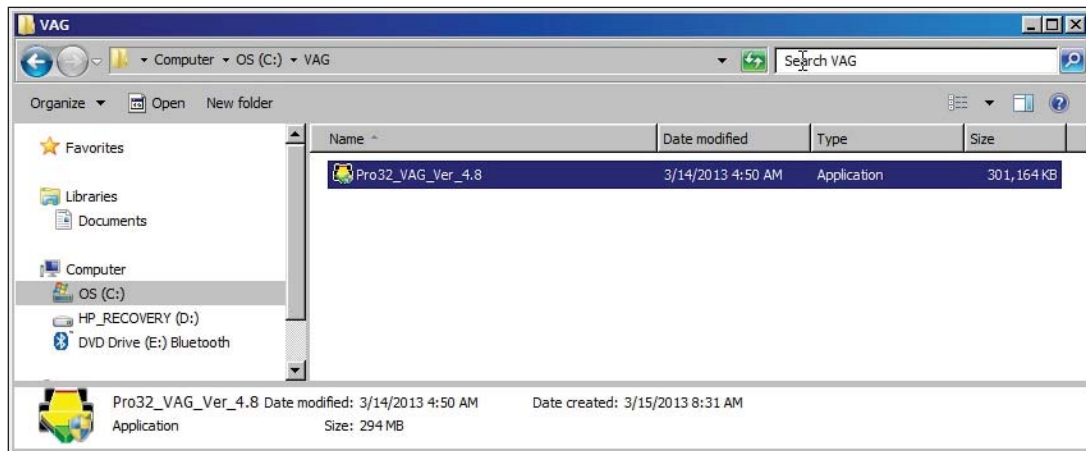 VAG
Computer OS (C:) VAG
Search VAG
Organize Open New folder
Name Date modified Type Size
Favorites
Pro32_VAG_Ver_4.8 3/14/2013 4:50 AM Application 301,164 KB
Libraries
Documents
Computer
OS (C:)
HP_RECOVERY (D:)
DVD Drive (E:) Bluetooth
Pro32_VAG_Ver_4.8 Date modified: 3/14/2013 4:50 AM Date created: 3/15/2013 8:31 AM
Application Size: 294 MB